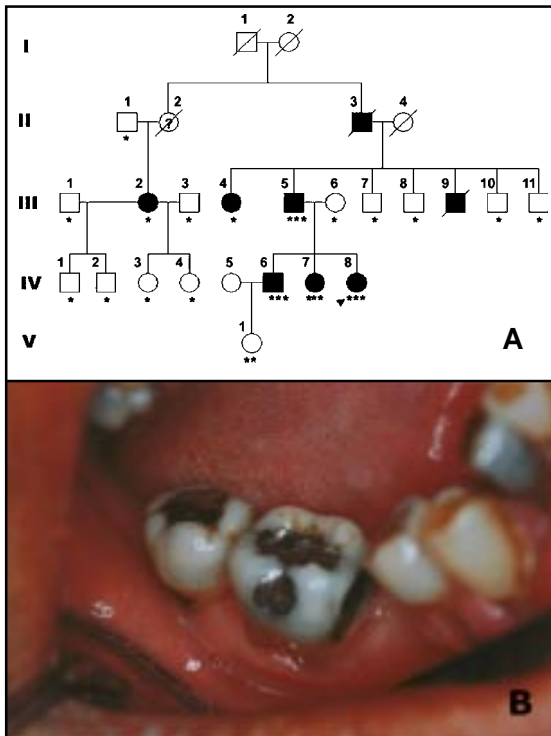 1 2
I
1 2 3 4
II ?
*
1 2 3 4 5 6 7 8 9 10 11
III
* * * * *** * * * * *
1 2 3 4 5 6 7 8
IV
* * * * *** *** ***
1
V A
**
B